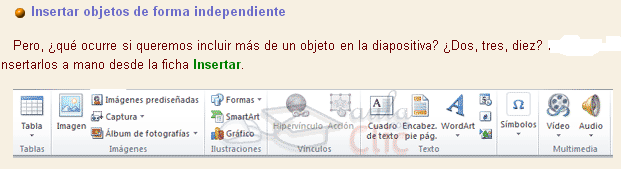 Insertar objetos de forma independiente
Pero, ¿qué ocurre si queremos incluir más de un objeto en la diapositiva? ¿Dos, tres, diez?
nsertarlos a mano desde la ficha Insertar.
Tabla
Tablas
Imagen
Imágenes prediseñadas
Captura
Álbum de fotografías
Imágenes
Formas
SmartArt
Gráfico
Ilustraciones
Hipervínculo
Acción
Vínculos
Cuadro
de texto
Encabez.
pie pág.
WordArt
Texto
Símbolos
Vídeo
Audio
Multimedia
aula
Clic